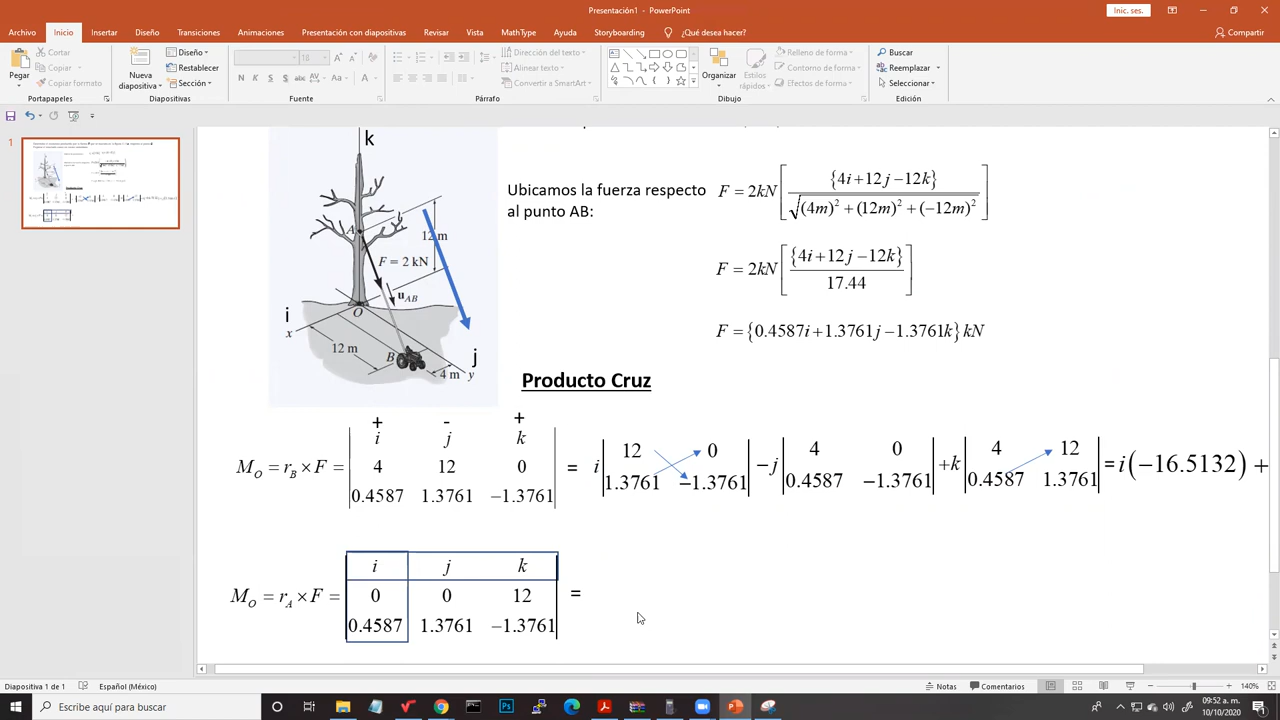 Presentación1 - PowerPoint
Inic. ses.
Archivo Inicio Insertar Diseño Transiciones Animaciones Presentación con diapositivas Revisar Vista MathType Ayuda Storyboarding ¿Qué desea hacer? Compartir
Pegar
Cortar
Copiar
Copiar formato
Portapapeles
Nueva diapositiva
Diseño
Restablecer
Sección
Diapositivas
18
N K S S abc AV Aa A
Fuente
Párrafo
Dirección del texto
Alinear texto
Convertir a SmartArt
Organizar
Estilos rápidos
Relleno de forma
Contorno de forma
Efectos de forma
Dibujo
Buscar
Reemplazar
Seleccionar
Edición
1
k
A
12 m
F = 2 kN
u_AB
O
i
x
12 m
B
j
4 m y
Ubicamos la fuerza respecto
al punto AB:
F = 2kN [ {4i+12j−12k} / √((4m)² + (12m)² + (−12m)²) ]
F = 2kN [ {4i+12j−12k} / 17.44 ]
F = {0.4587i+1.3761j−1.3761k} kN
Producto Cruz
+ - +
i j k
M_O = r_B × F = 4 12 0
0.4587 1.3761 −1.3761
= i | 12 0 | −j | 4 0 | +k | 4 12 | = i(−16.5132) +
1.3761 −1.3761 0.4587 −1.3761 0.4587 1.3761
i j k
M_O = r_A × F = 0 0 12 =
0.4587 1.3761 −1.3761
Diapositiva 1 de 1 Español (México) Notas Comentarios 140%
Escribe aquí para buscar
09:52 a. m.
10/10/2020